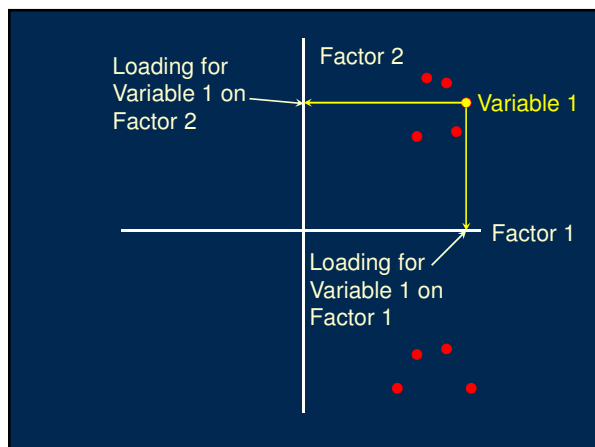 Factor 2
Loading for
Variable 1 on
Factor 2
Variable 1
Factor 1
Loading for
Variable 1 on
Factor 1